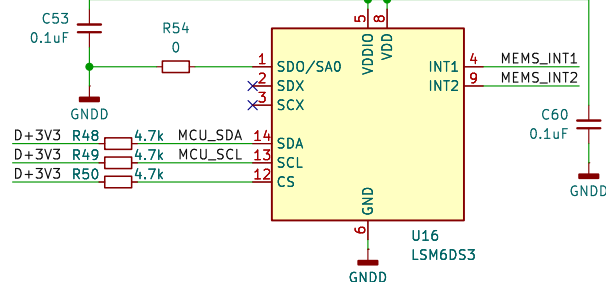 C53
0.1uF
GNDD
R54
0
5
8
VDDIO
VDD
1
SDO/SA0
2
SDX
3
SCX
INT1
4
MEMS_INT1
INT2
9
MEMS_INT2
C60
0.1uF
GNDD
D+3V3 R48 4.7k MCU_SDA 14 SDA
D+3V3 R49 4.7k MCU_SCL 13 SCL
D+3V3 R50 4.7k 12 CS
GND
6
GNDD
U16
LSM6DS3